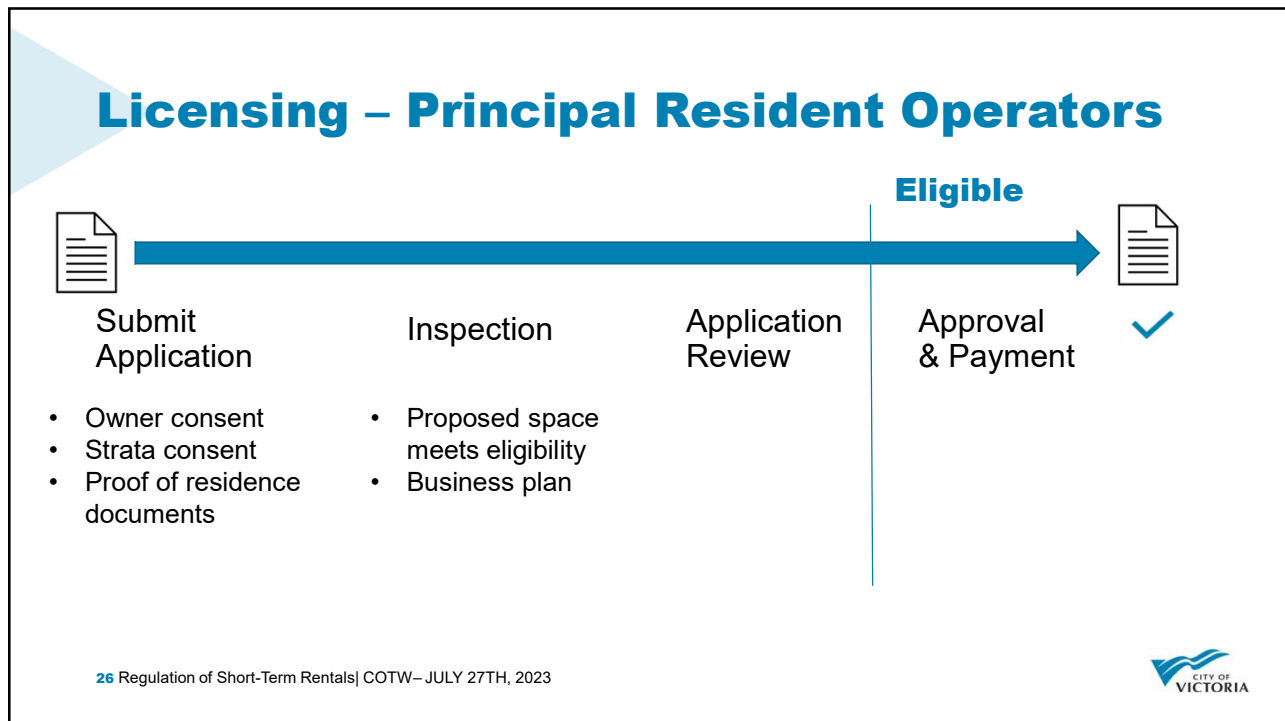 Licensing – Principal Resident Operators
Eligible
Submit
Application
• Owner consent
• Strata consent
• Proof of residence
documents
Inspection
• Proposed space
meets eligibility
• Business plan
Application
Review
Approval
& Payment
26 Regulation of Short-Term Rentals| COTW– JULY 27TH, 2023
CITY OF
VICTORIA